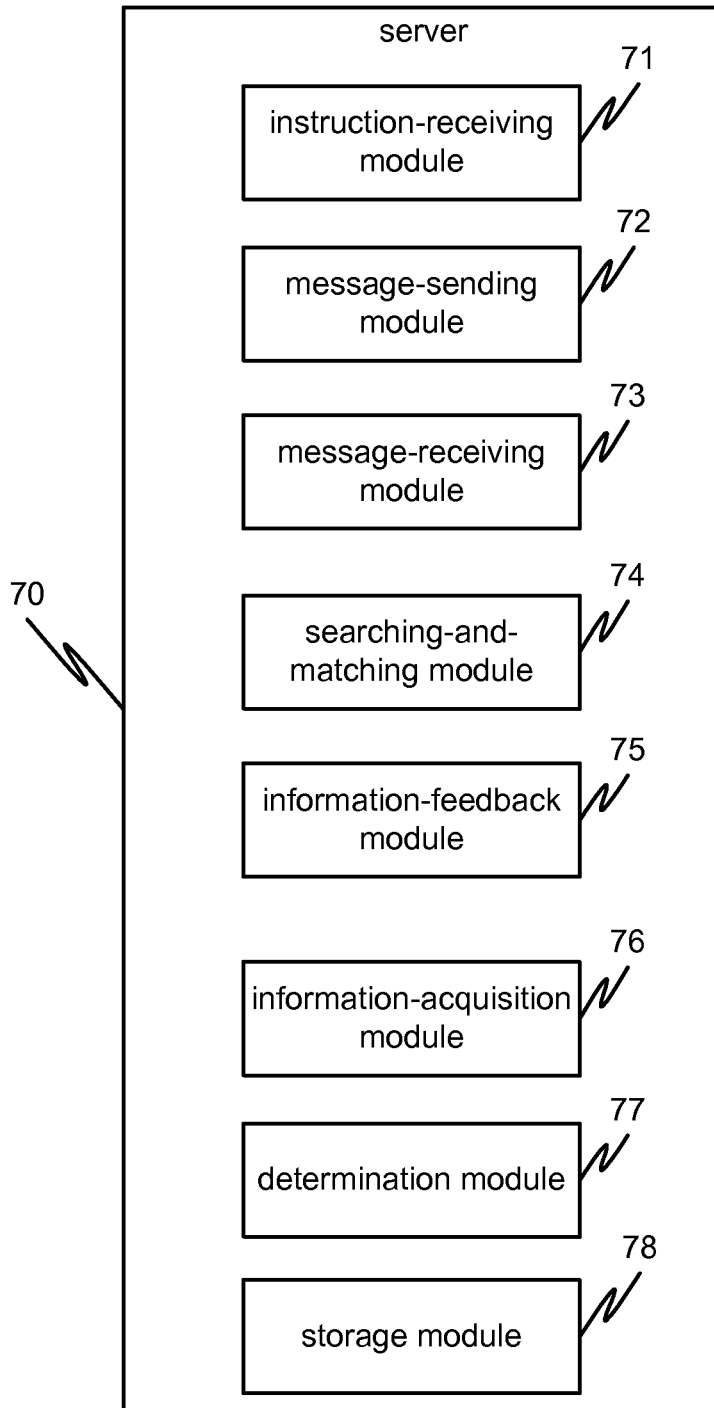 server
71
instruction-receiving
module
72
message-sending
module
73
message-receiving
module
70
74
searching-and-
matching module
75
information-feedback
module
76
information-acquisition
module
77
determination module
78
storage module